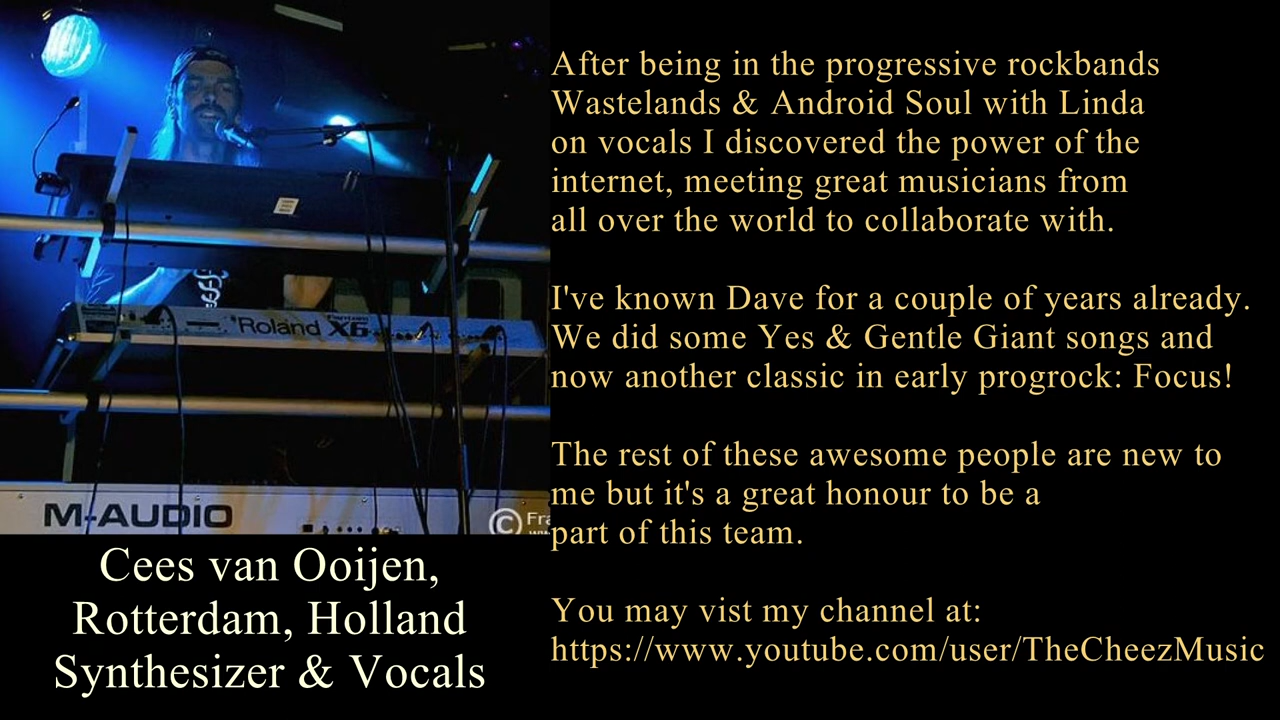 After being in the progressive rockbands
Wastelands & Android Soul with Linda
on vocals I discovered the power of the
internet, meeting great musicians from
all over the world to collaborate with.
I've known Dave for a couple of years already.
We did some Yes & Gentle Giant songs and
now another classic in early progrock: Focus!
The rest of these awesome people are new to
me but it's a great honour to be a
part of this team.
You may vist my channel at:
https://www.youtube.com/user/TheCheezMusic
Roland X6
M-AUDIO
©
Cees van Ooijen,
Rotterdam, Holland
Synthesizer & Vocals